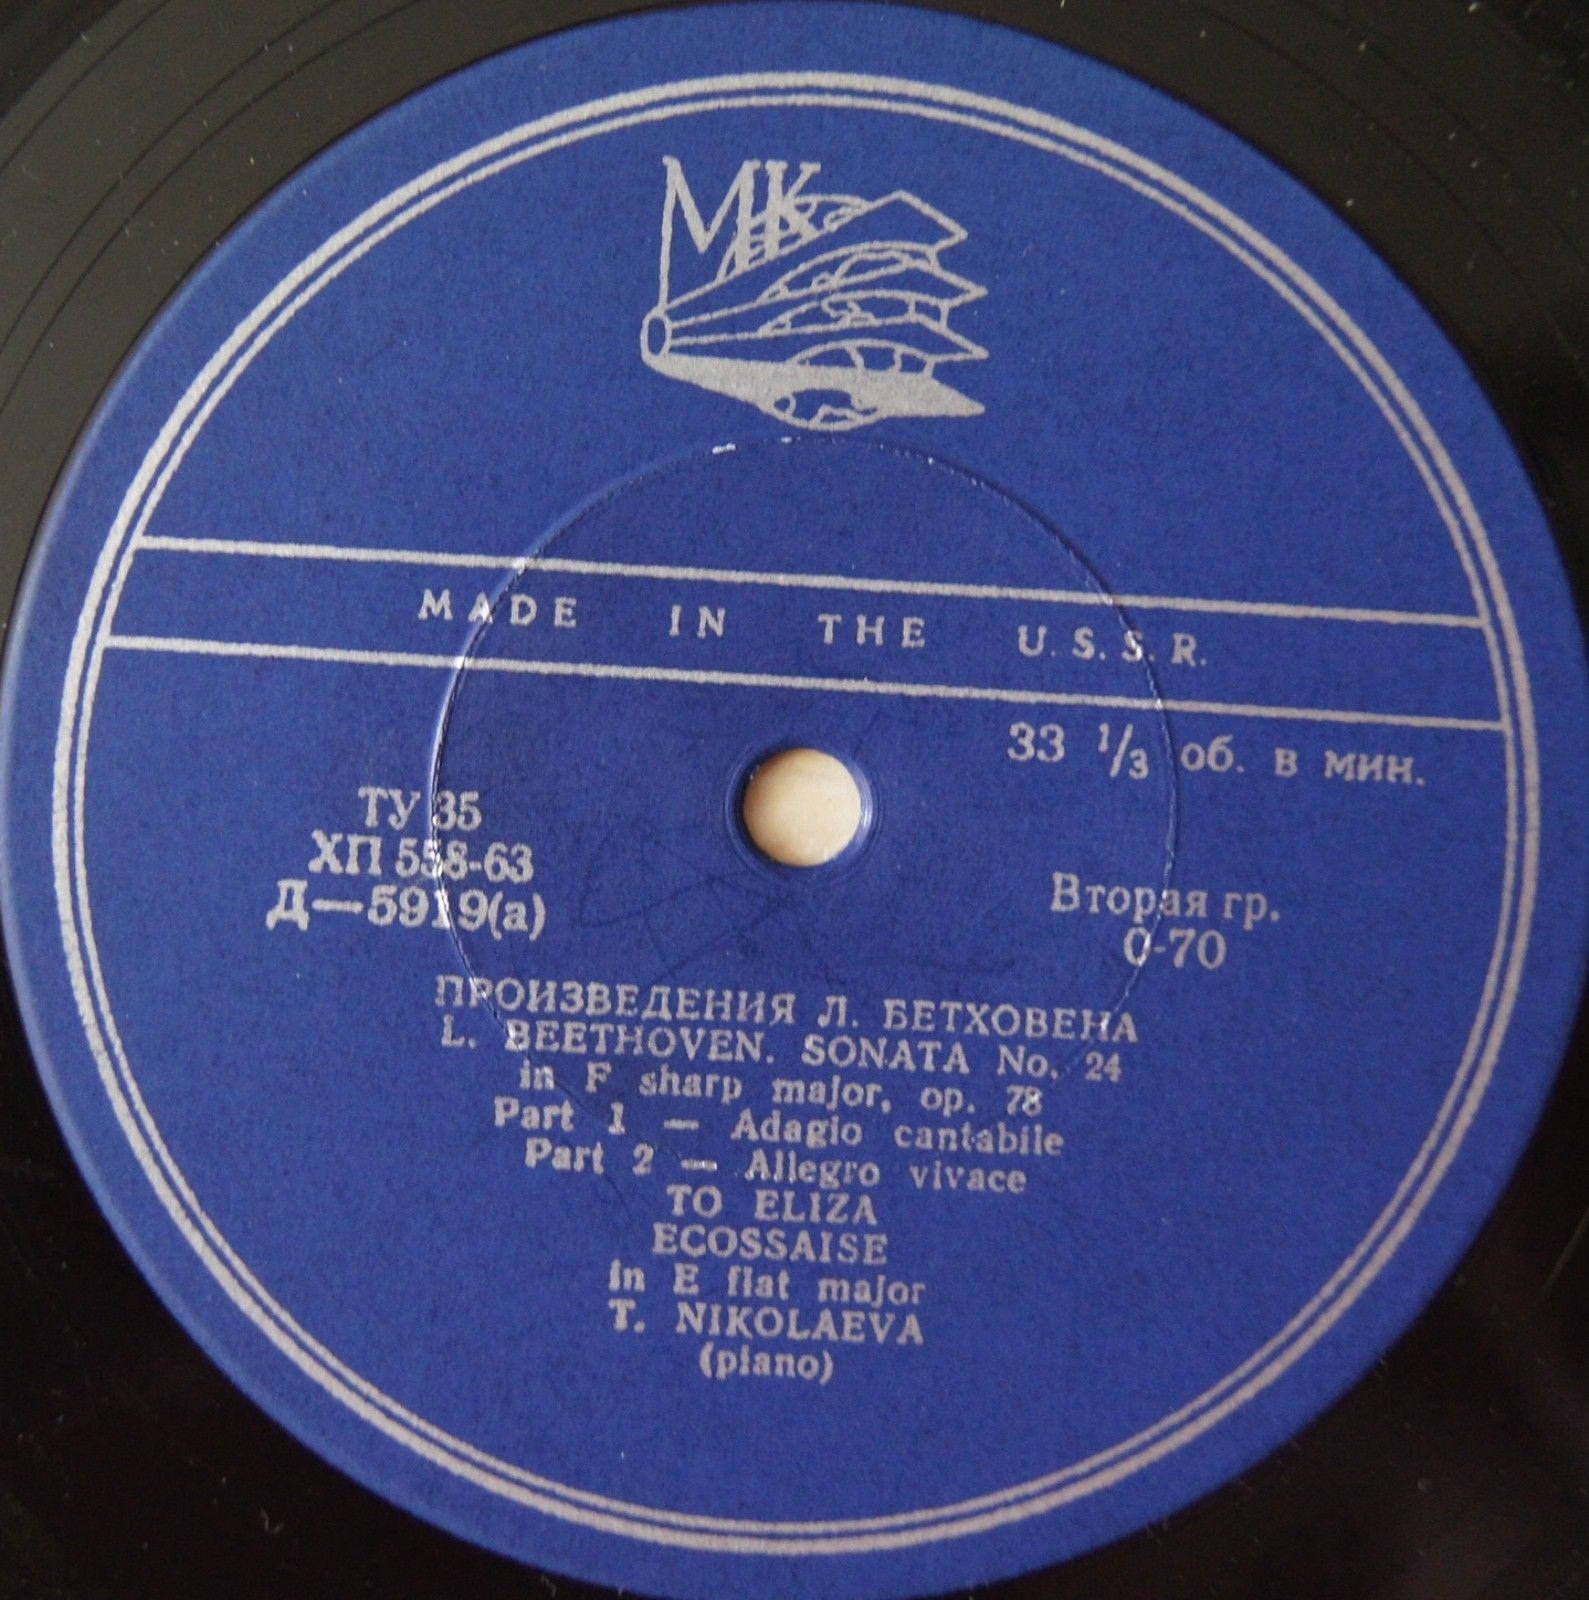 МК
MADE IN THE U.S.S.R.
33 1/3 об. в мин.
ТУ 35
ХП 558-63
Д—5919(а)
Вторая гр.
0-70
ПРОИЗВЕДЕНИЯ Л. БЕТХОВЕНА
L. BEETHOVEN. SONATA No. 24
in F sharp major, op. 78
Part 1 — Adagio cantabile
Part 2 — Allegro vivace
TO ELIZA
ECOSSAISE
in E flat major
T. NIKOLAEVA
(piano)